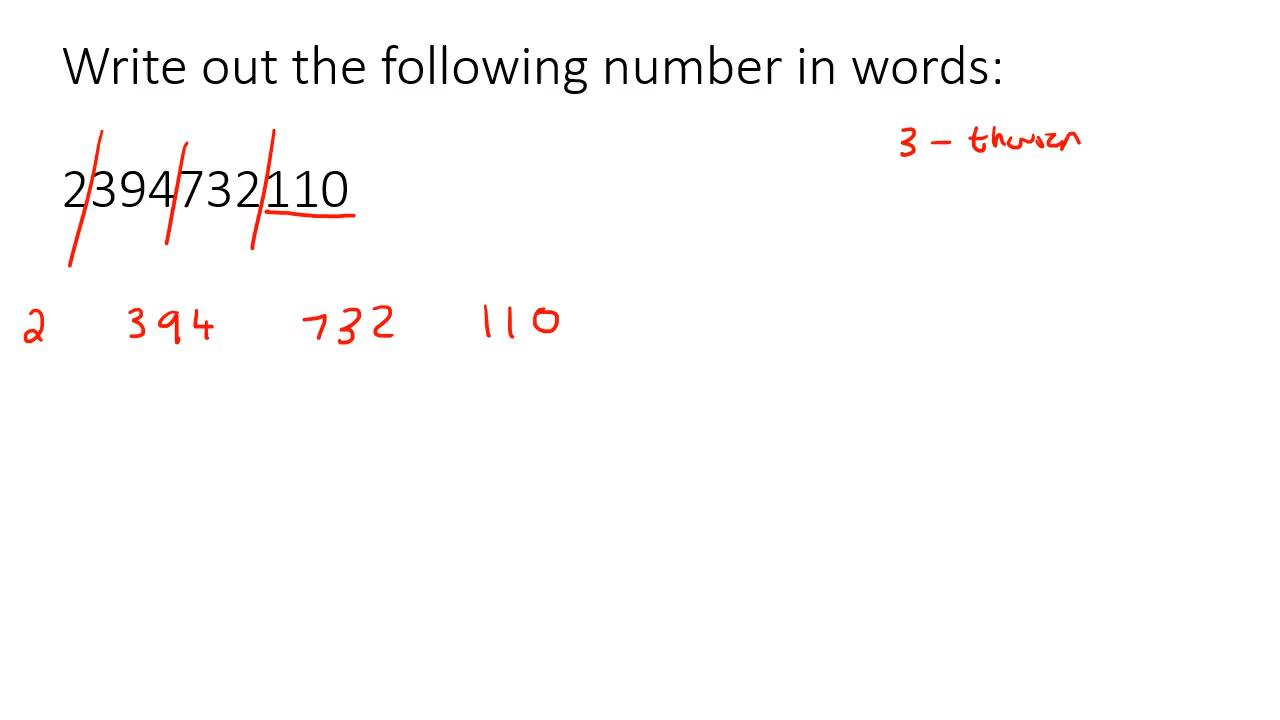 Write out the following number in words:
3 -
2394732110
2 394 732 110